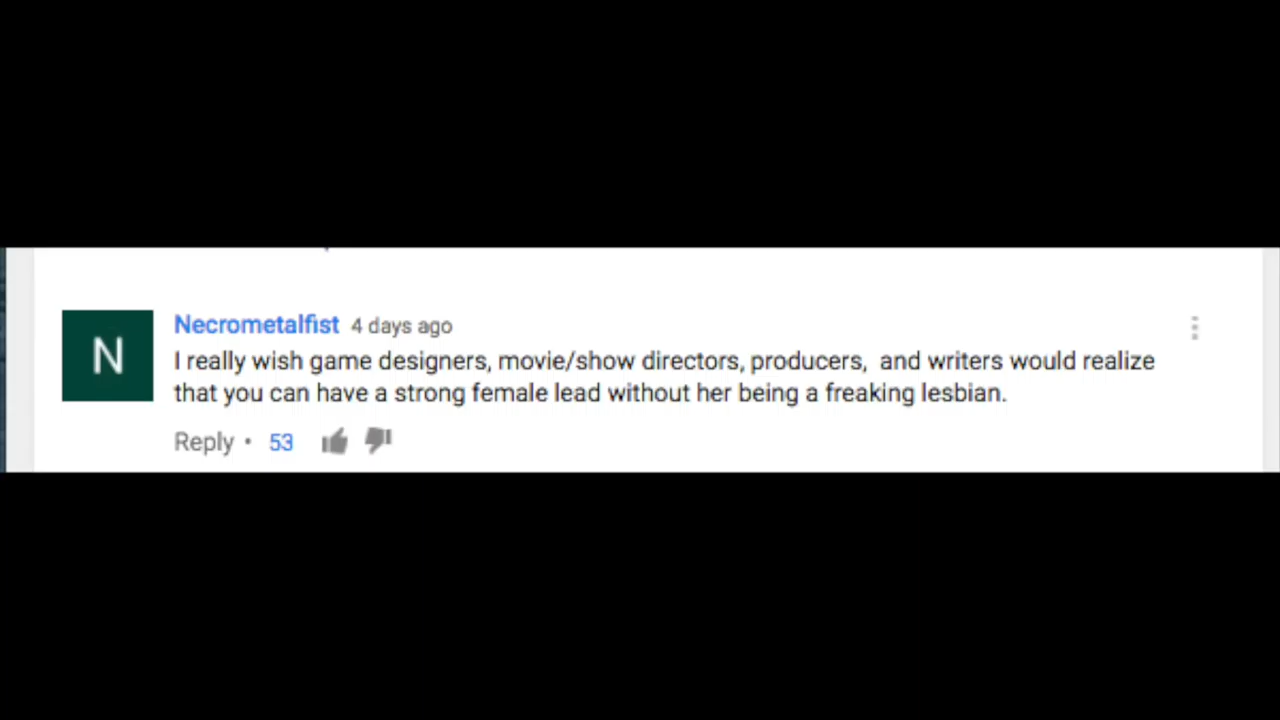 N
Necrometalfist 4 days ago
I really wish game designers, movie/show directors, producers,  and writers would realize
that you can have a strong female lead without her being a freaking lesbian.
Reply • 53